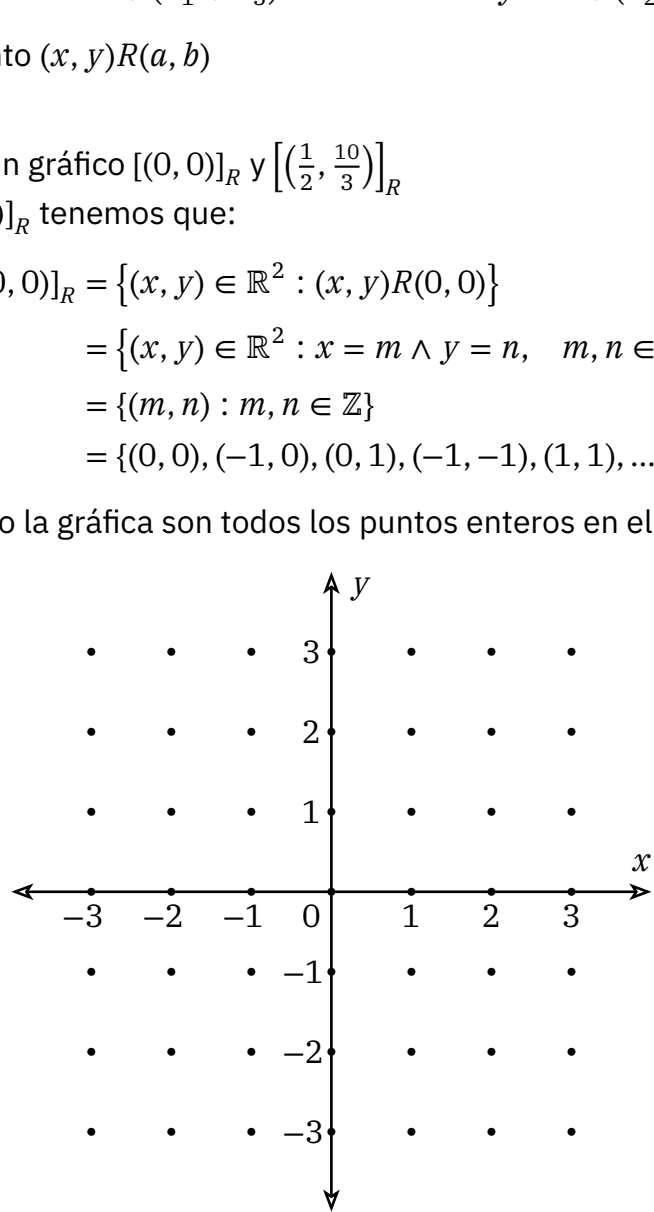 nto (x, y)R(a, b)
n gráfico [(0, 0)]_R y [(1/2, 10/3)]_R
)]_R tenemos que:
0, 0)]_R = {(x, y) ∈ ℝ² : (x, y)R(0, 0)}
= {(x, y) ∈ ℝ² : x = m ∧ y = n, m, n ∈
= {(m, n) : m, n ∈ ℤ}
= {(0, 0), (−1, 0), (0, 1), (−1, −1), (1, 1), ...
o la gráfica son todos los puntos enteros en el
y
3
2
1
x
−3 −2 −1 0 1 2 3
−1
−2
−3